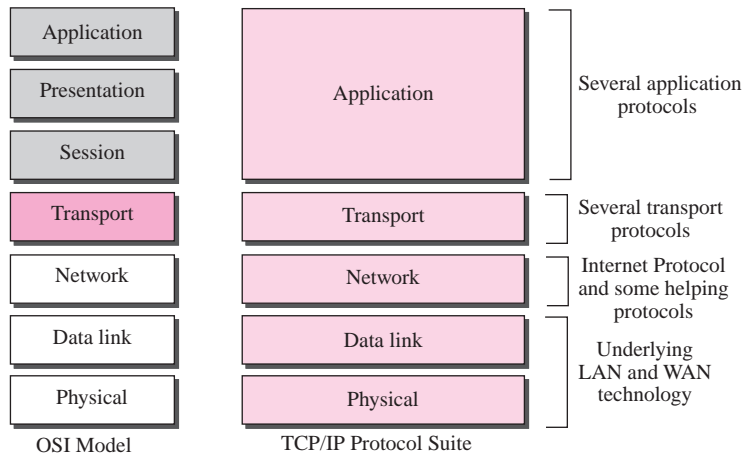 Application
Presentation
Session
Transport
Network
Data link
Physical
OSI Model
Application
Transport
Network
Data link
Physical
TCP/IP Protocol Suite
Several application
protocols
Several transport
protocols
Internet Protocol
and some helping
protocols
Underlying
LAN and WAN
technology